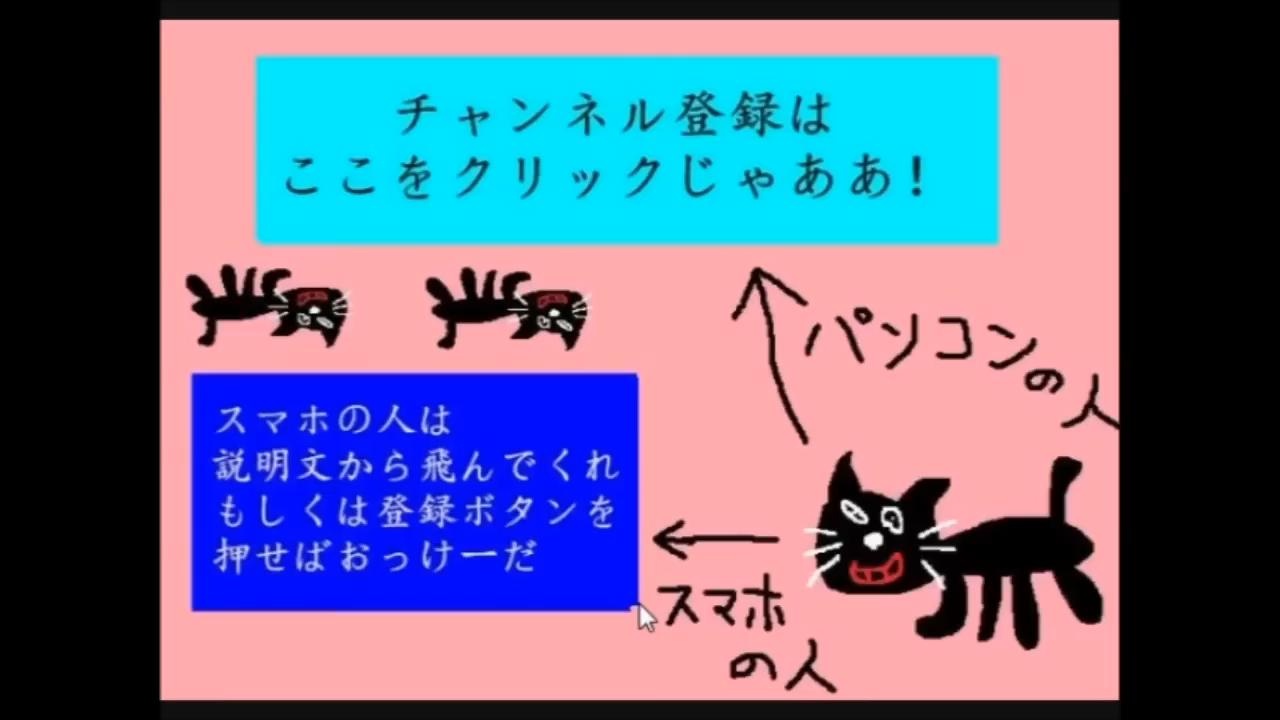 チャンネル登録は
ここをクリックじゃああ!
パソコンの人
スマホの人は
説明文から飛んでくれ
もしくは登録ボタンを
押せばおっけーだ
スマホ
の人